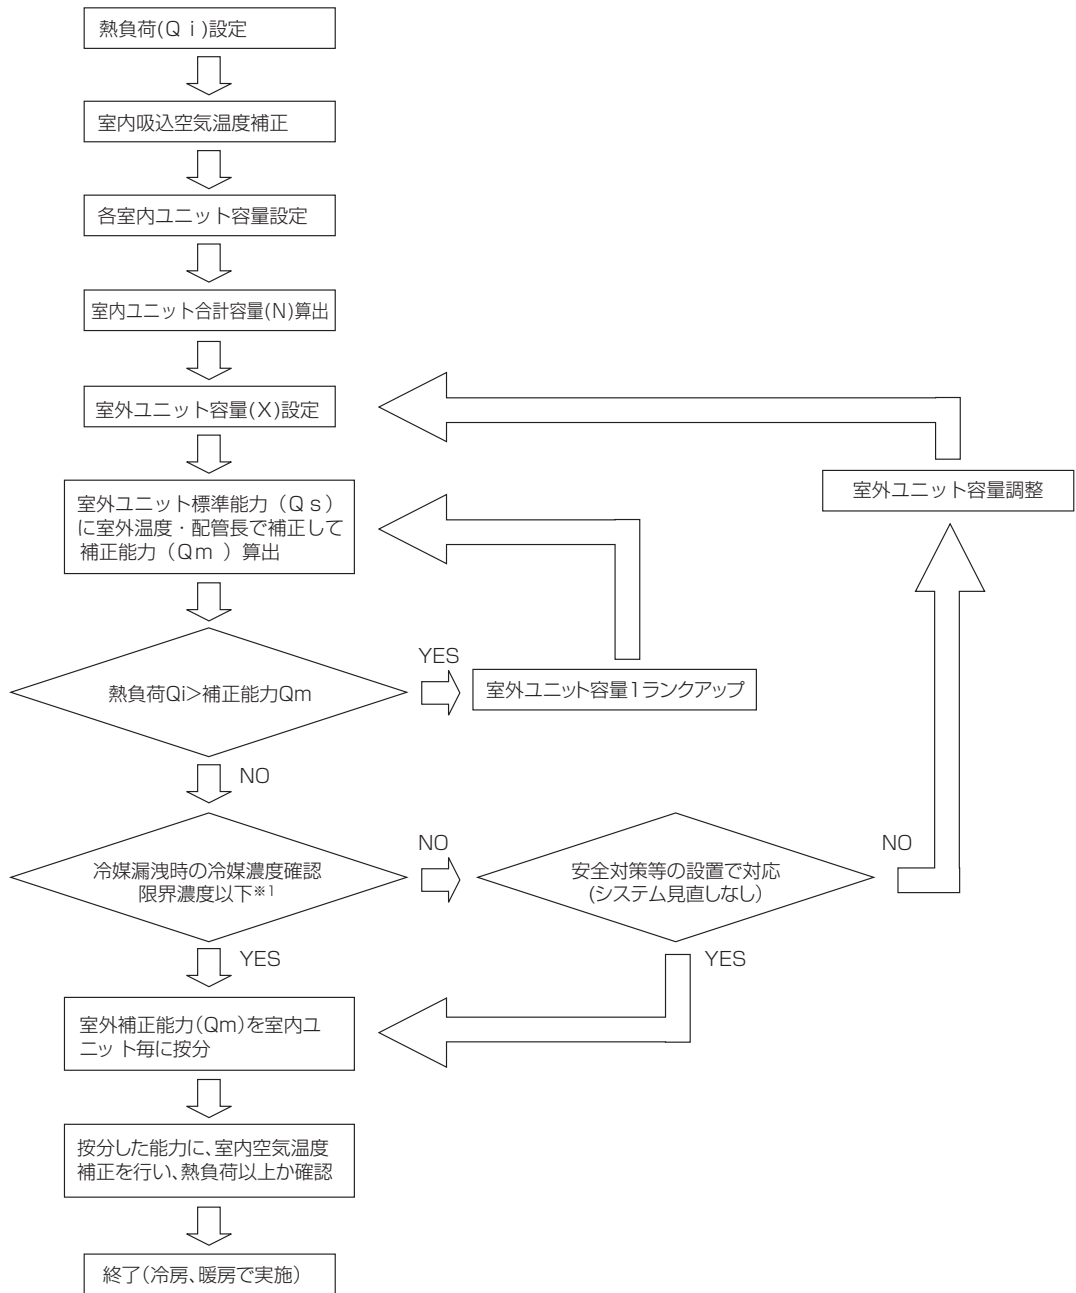 熱負荷(Ｑｉ)設定
室内吸込空気温度補正
各室内ユニット容量設定
室内ユニット合計容量(N)算出
室外ユニット容量(X)設定
室外ユニット標準能力（Ｑｓ）
に室外温度・配管長で補正して
補正能力（Ｑｍ ）算出
熱負荷Qi>補正能力Qm
YES
室外ユニット容量1ランクアップ
室外ユニット容量調整
NO
冷媒漏洩時の冷媒濃度確認
限界濃度以下※1
NO
安全対策等の設置で対応
(システム見直しなし)
NO
YES
YES
室外補正能力(Qm)を室内ユ
ニット毎に按分
按分した能力に、室内空気温度
補正を行い、熱負荷以上か確認
終了(冷房、暖房で実施)